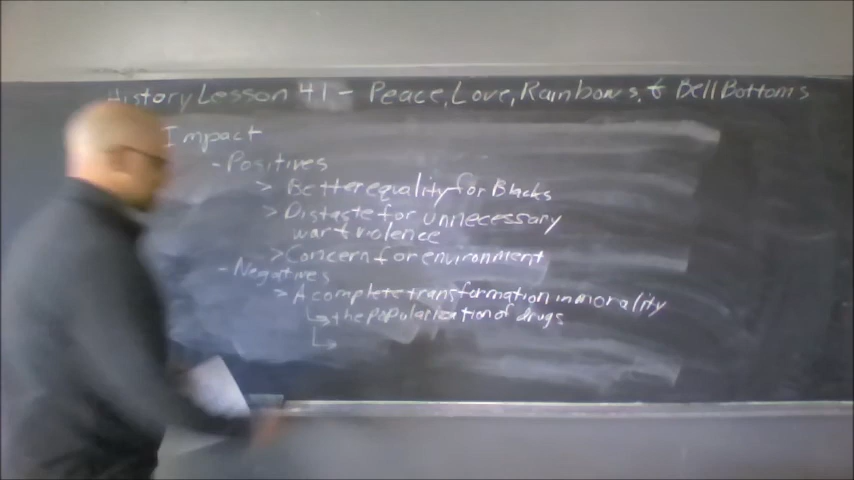 History Lesson 41 - Peace, Love, Rainbows, & Bell Bottoms
Impact
- Positives
> Better equality for Blacks
> Distaste for unnecessary
war & violence
> Concern for environment
- Negatives
> A complete transformation in morality
↳ the popularization of drugs
↳